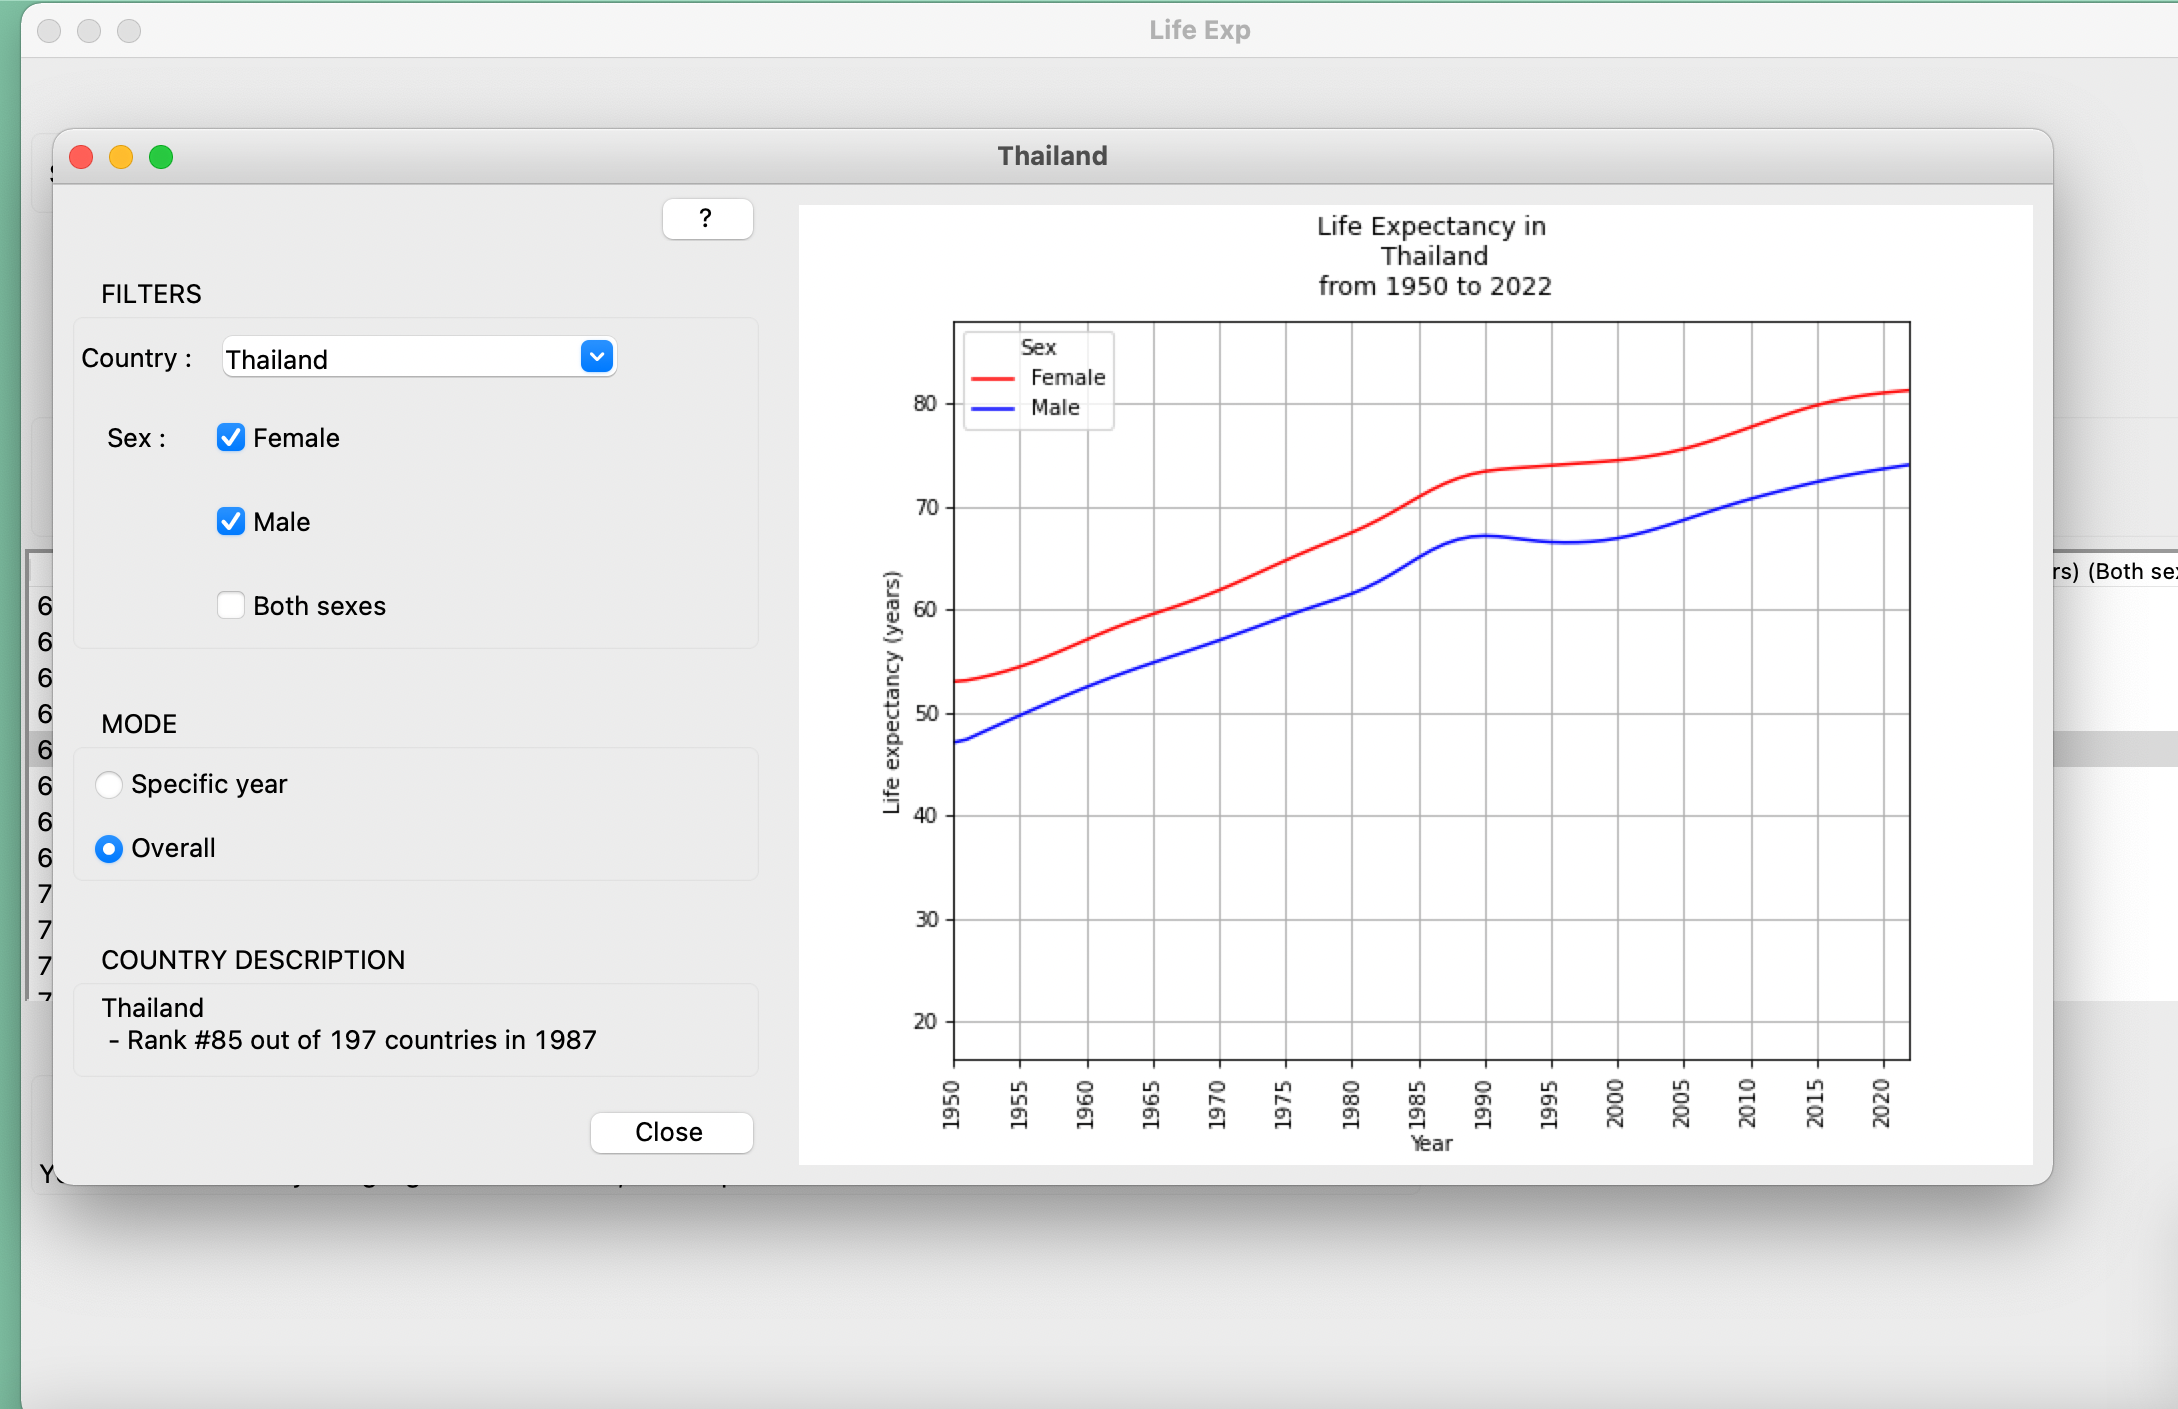 Life Exp
Thailand
?
FILTERS
Country :
Thailand
Sex :
Female
Male
Both sexes
MODE
Specific year
Overall
COUNTRY DESCRIPTION
Thailand
- Rank #85 out of 197 countries in 1987
Close
Life Expectancy in
Thailand
from 1950 to 2022
Sex
Female
Male
Life expectancy (years)
80
70
60
50
40
30
20
1950 1955 1960 1965 1970 1975 1980 1985 1990 1995 2000 2005 2010 2015 2020
Year
(Both
6
6
6
6
6
6
6
6
7
7
7